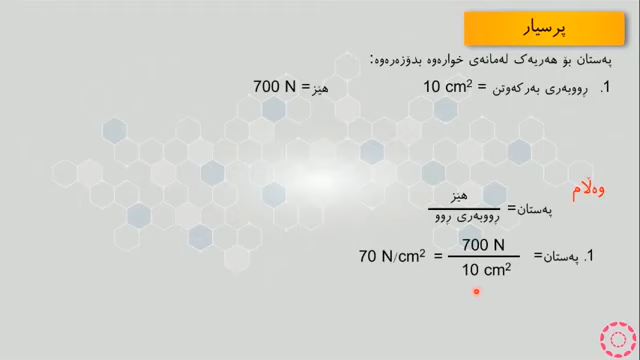 پرسیار
پەستان بۆ هەریەک لەمانەی خوارەوە بدۆزەرەوە:
1. ڕووبەری بەرکەوتن = 10 cm² هێز= 700 N
وەڵام
هێز
پەستان=
ڕووبەری ڕوو
1. پەستان= 700 N = 70 N/cm²
10 cm²